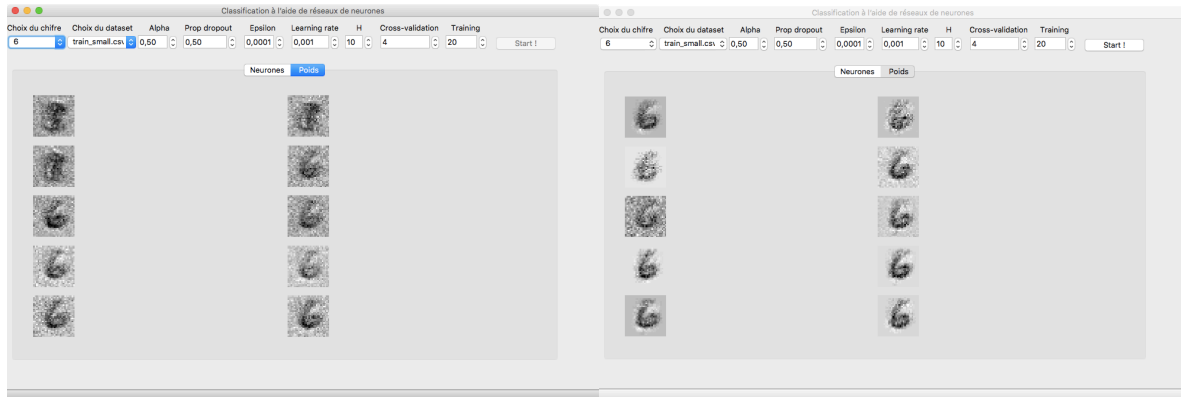 Classification à l'aide de réseaux de neurones
Choix du chifre Choix du dataset Alpha Prop dropout Epsilon Learning rate H Cross-validation Training
6 train_small.csv 0,50 0,50 0,0001 0,001 10 4 20 Start !
Neurones Poids
Classification à l'aide de réseaux de neurones
Choix du chifre Choix du dataset Alpha Prop dropout Epsilon Learning rate H Cross-validation Training
6 train_small.csv 0,50 0,50 0,0001 0,001 10 4 20 Start !
Neurones Poids